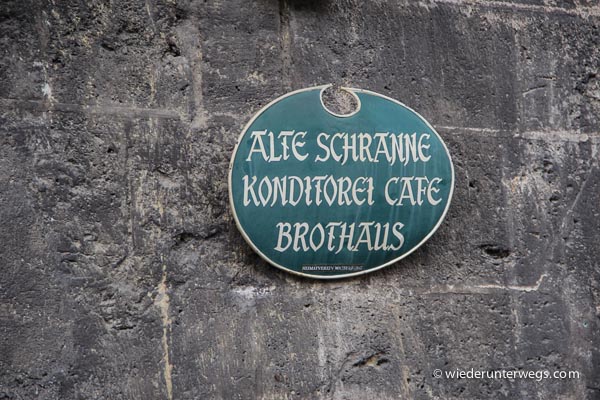 ALTE SCHRANNE
KONDITOREI CAFE
BROTHAUS
© wiederunterwegs.com